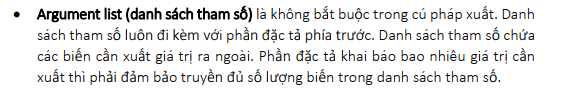 • Argument list (danh sách tham số) là không bắt buộc trong cú pháp xuất. Danh
sách tham số luôn đi kèm với phần đặc tả phía trước. Danh sách tham số chứa
các biến cần xuất giá trị ra ngoài. Phần đặc tả khai báo bao nhiêu giá trị cần
xuất thì phải đảm bảo truyền đủ số lượng biến trong danh sách tham số.